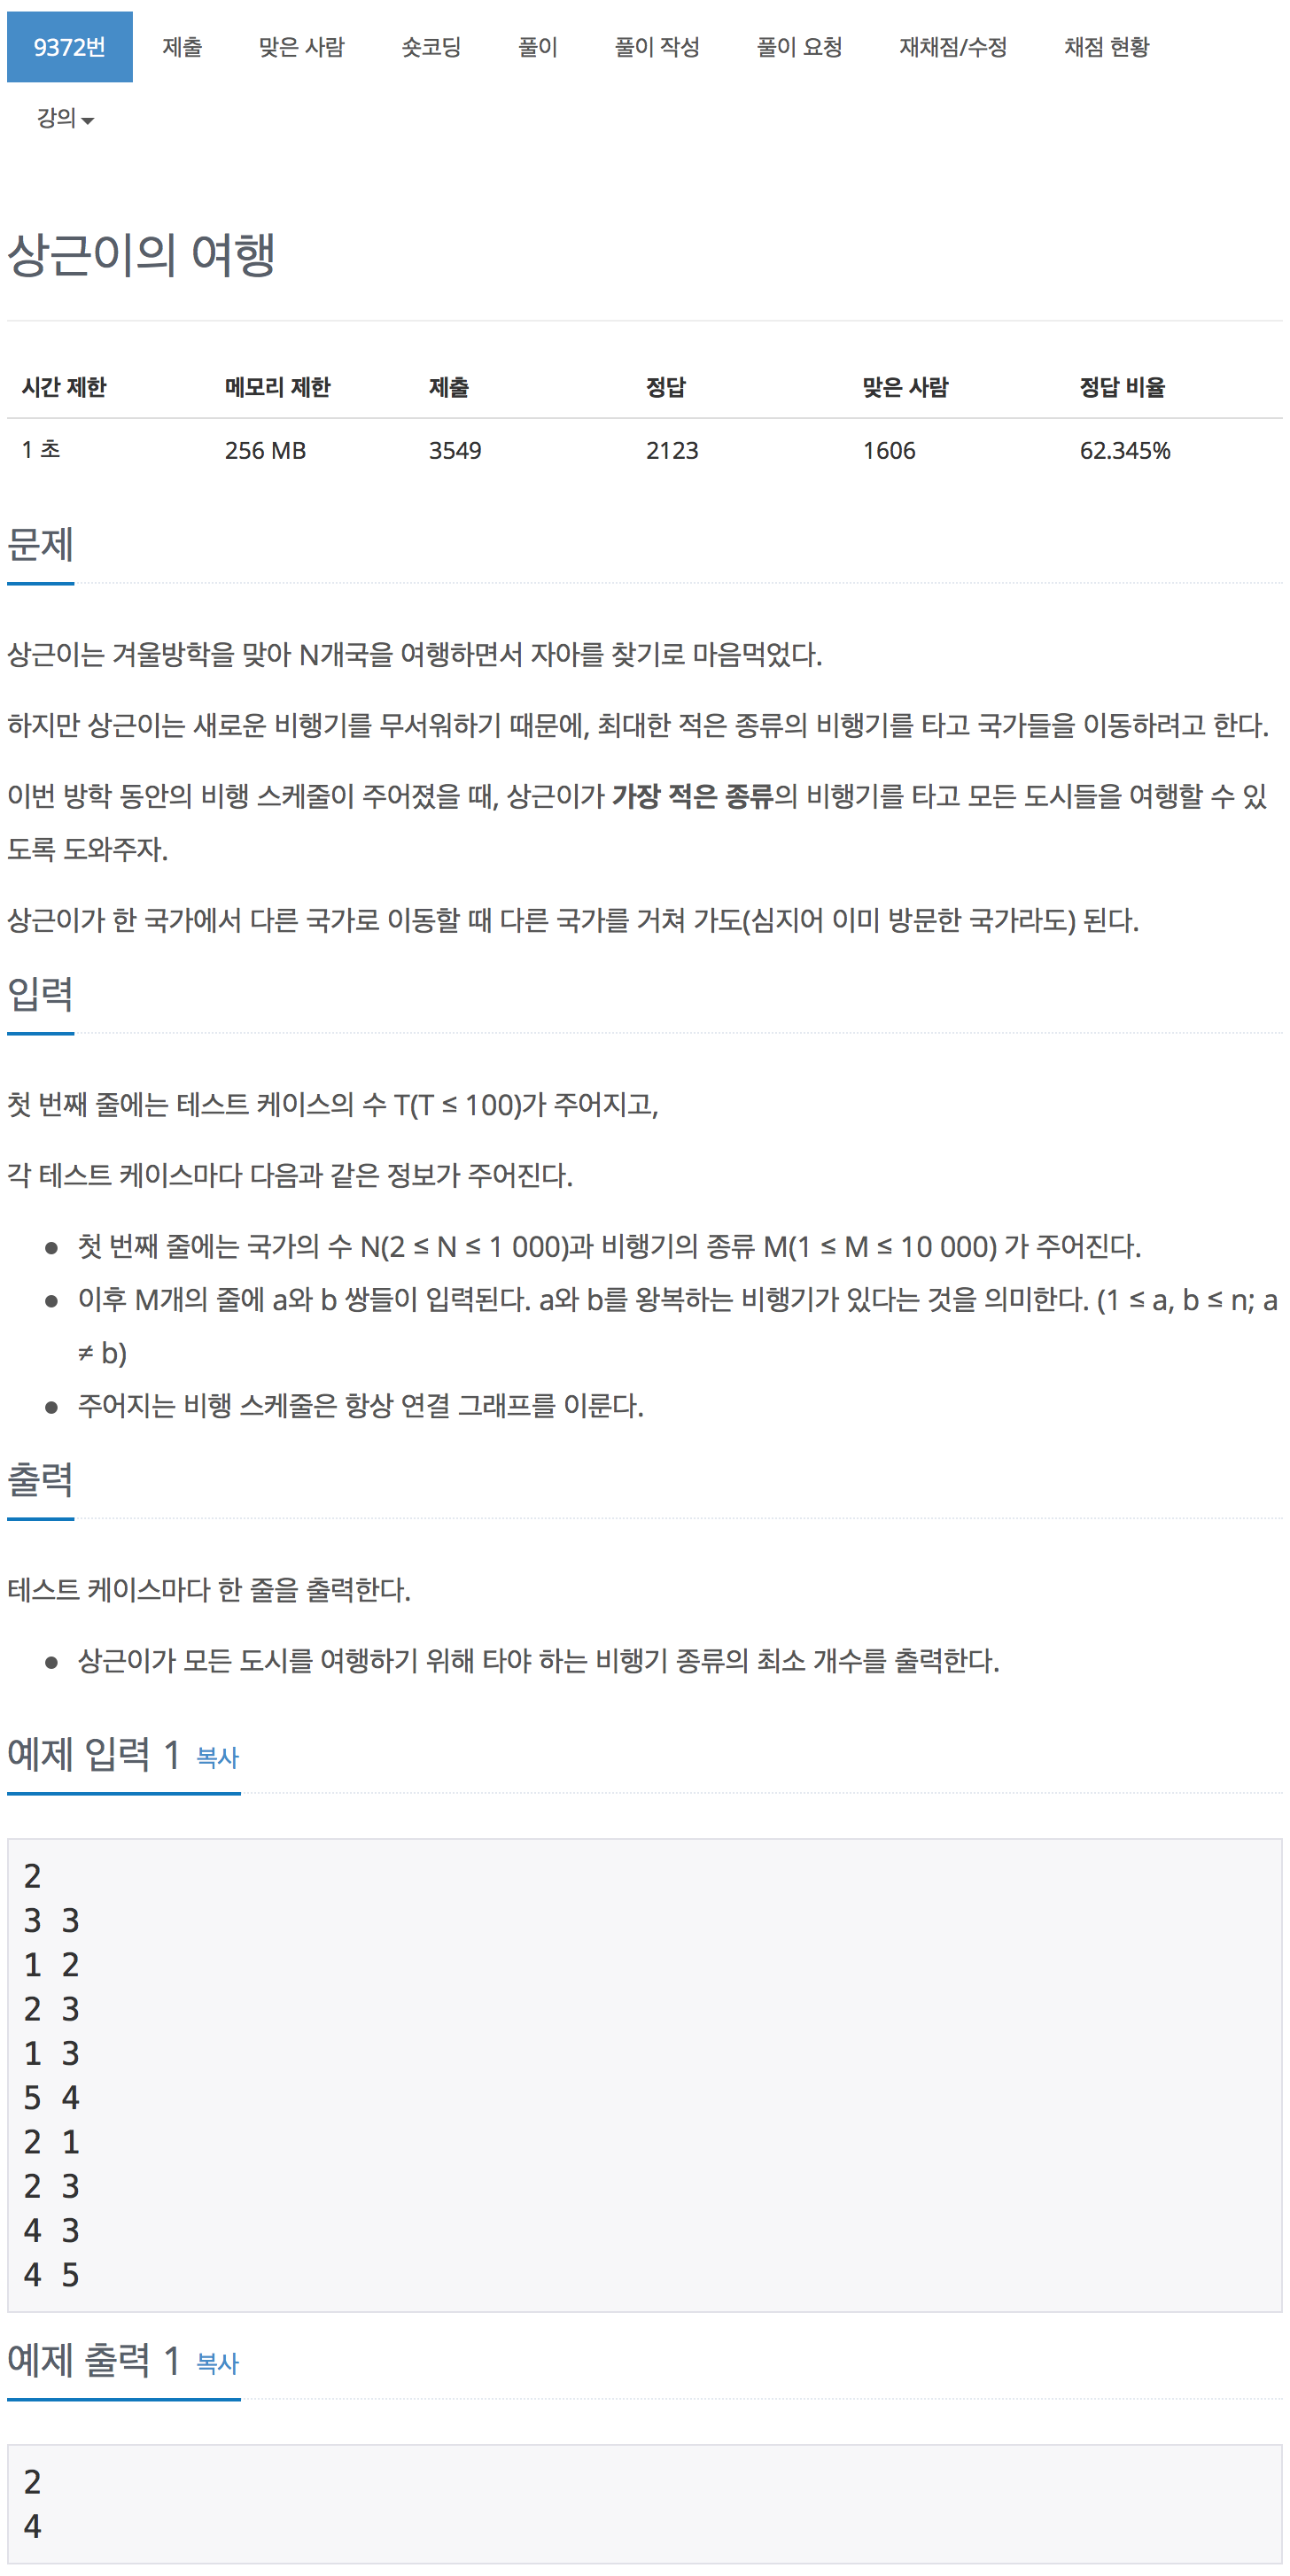 9372번 제출 맞은 사람 숏코딩 풀이 풀이 작성 풀이 요청 재채점/수정 채점 현황
강의
상근이의 여행
시간 제한 메모리 제한 제출 정답 맞은 사람 정답 비율
1 초 256 MB 3549 2123 1606 62.345%
문제
상근이는 겨울방학을 맞아 N개국을 여행하면서 자아를 찾기로 마음먹었다.
하지만 상근이는 새로운 비행기를 무서워하기 때문에, 최대한 적은 종류의 비행기를 타고 국가들을 이동하려고 한다.
이번 방학 동안의 비행 스케줄이 주어졌을 때, 상근이가 가장 적은 종류의 비행기를 타고 모든 도시들을 여행할 수 있
도록 도와주자.
상근이가 한 국가에서 다른 국가로 이동할 때 다른 국가를 거쳐 가도(심지어 이미 방문한 국가라도) 된다.
입력
첫 번째 줄에는 테스트 케이스의 수 T(T ≤ 100)가 주어지고,
각 테스트 케이스마다 다음과 같은 정보가 주어진다.
● 첫 번째 줄에는 국가의 수 N(2 ≤ N ≤ 1 000)과 비행기의 종류 M(1 ≤ M ≤ 10 000) 가 주어진다.
● 이후 M개의 줄에 a와 b 쌍들이 입력된다. a와 b를 왕복하는 비행기가 있다는 것을 의미한다. (1 ≤ a, b ≤ n; a
≠ b)
● 주어지는 비행 스케줄은 항상 연결 그래프를 이룬다.
출력
테스트 케이스마다 한 줄을 출력한다.
● 상근이가 모든 도시를 여행하기 위해 타야 하는 비행기 종류의 최소 개수를 출력한다.
예제 입력 1 복사
2
3 3
1 2
2 3
1 3
5 4
2 1
2 3
4 3
4 5
예제 출력 1 복사
2
4